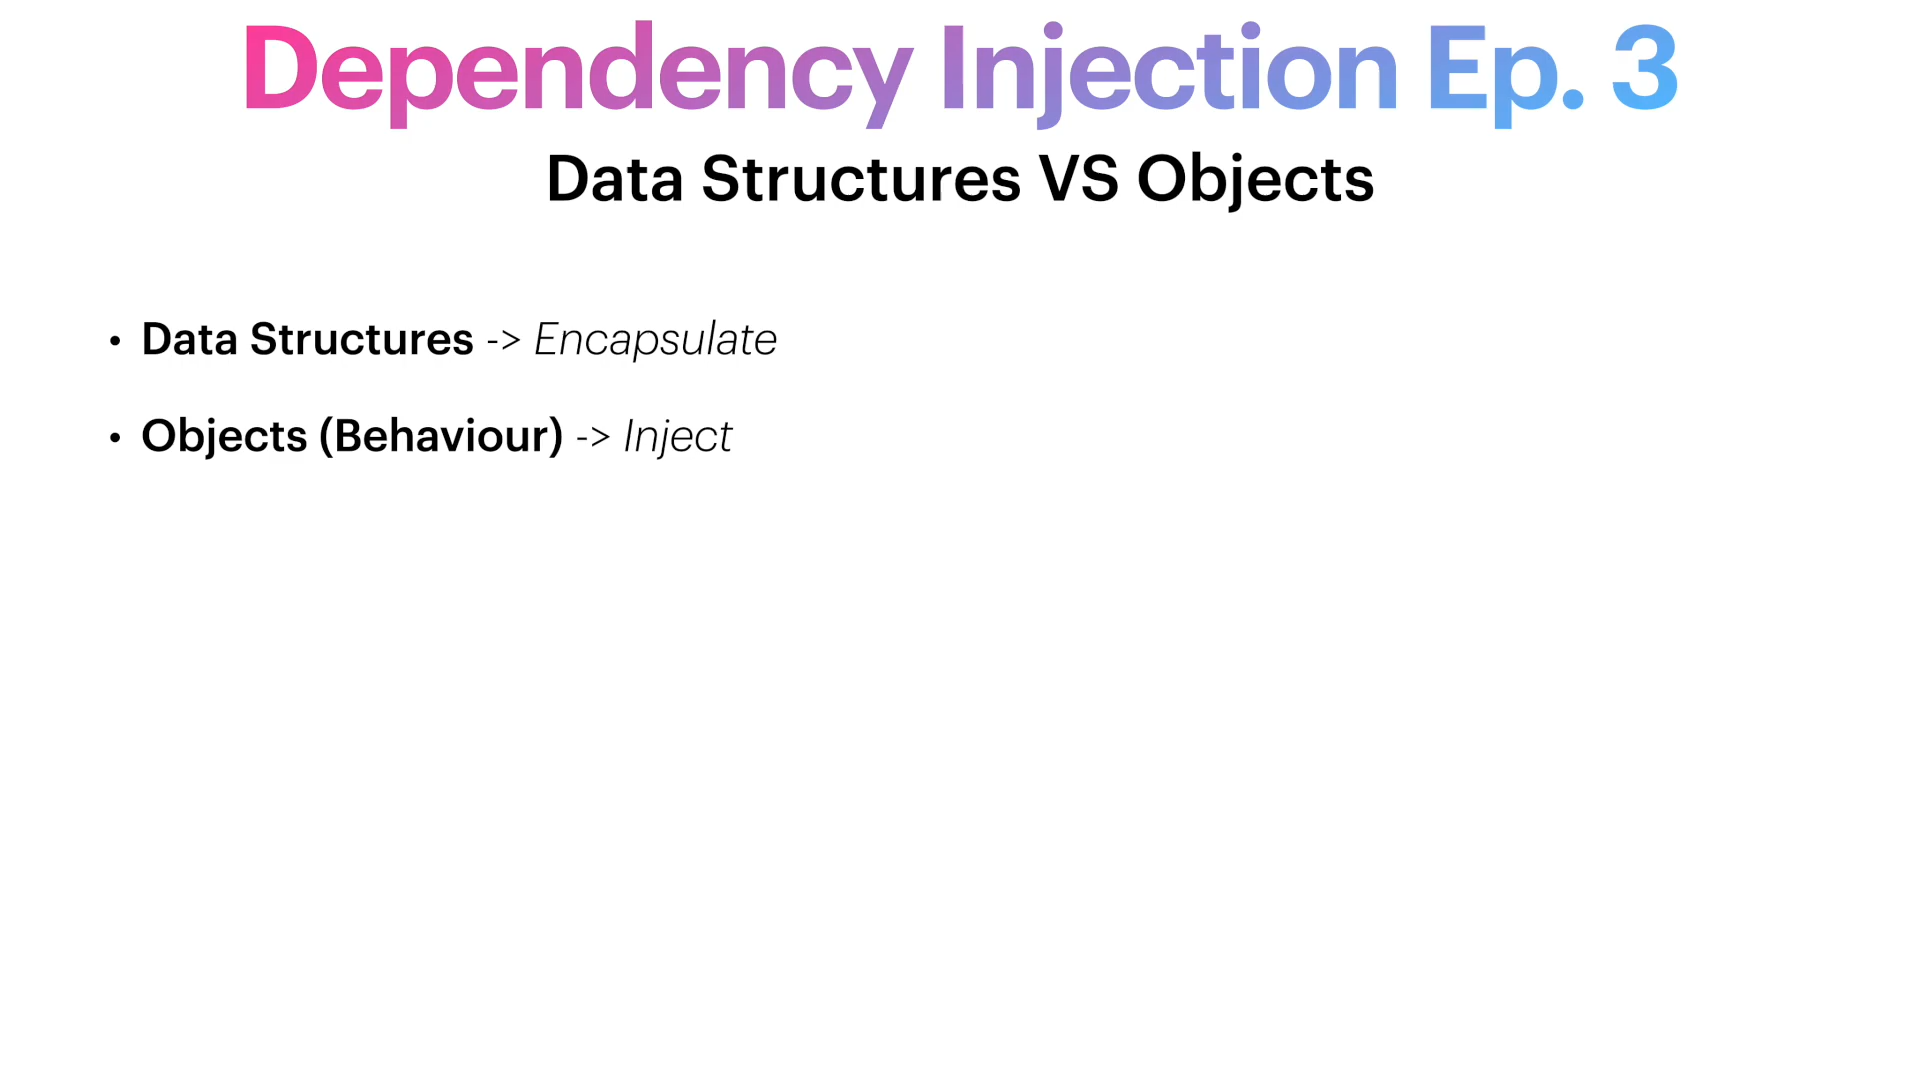 Dependency Injection Ep. 3
Data Structures VS Objects
• Data Structures -> Encapsulate
• Objects (Behaviour) -> Inject